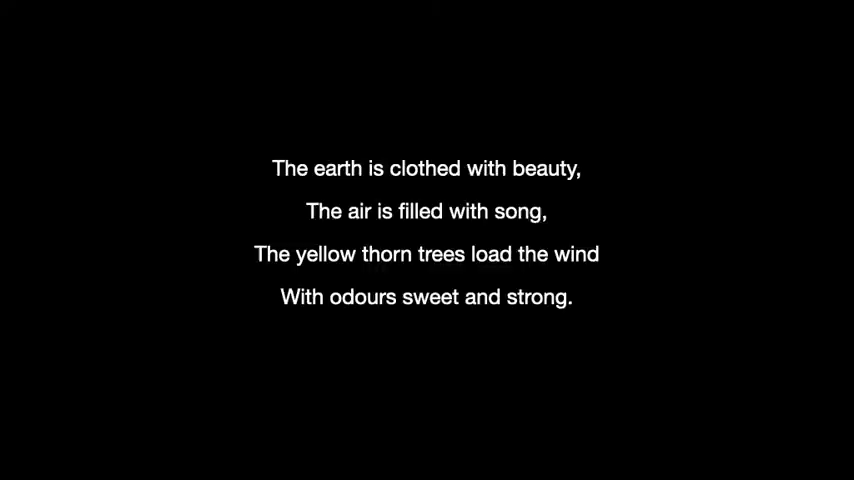 The earth is clothed with beauty,
The air is filled with song,
The yellow thorn trees load the wind
With odours sweet and strong.